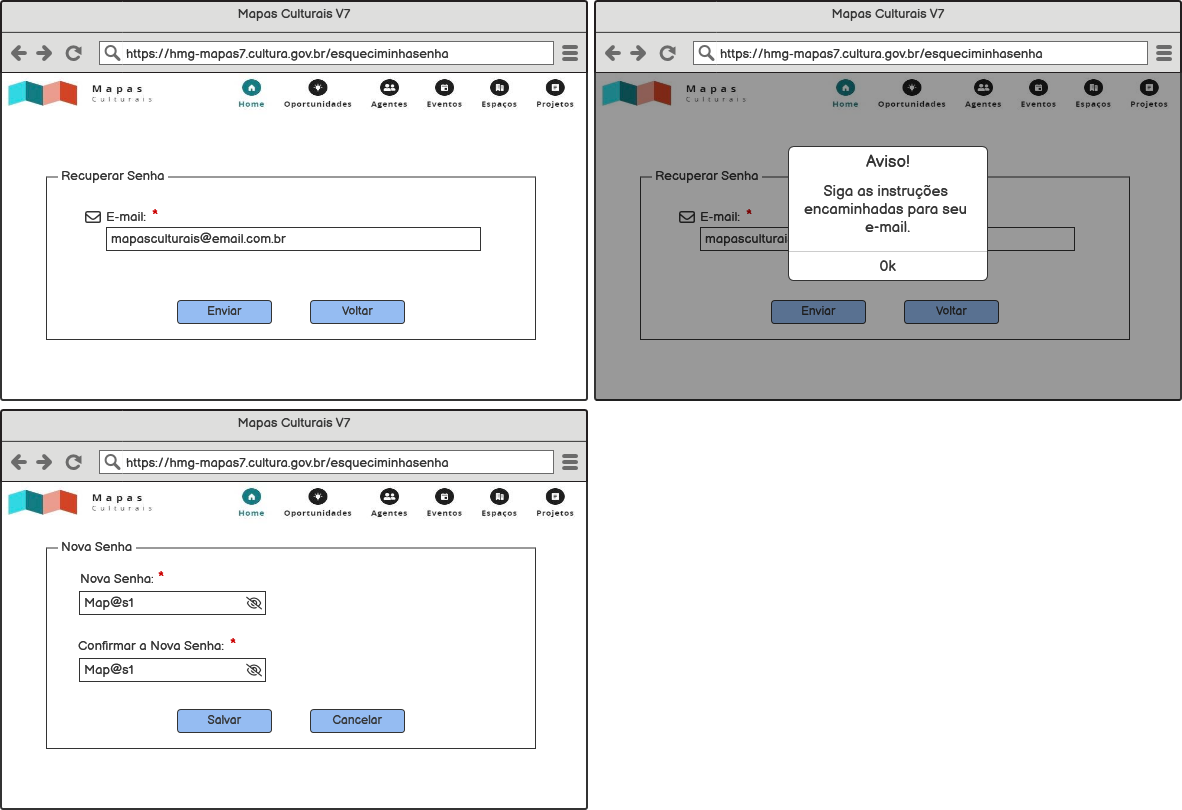 Mapas Culturais V7
https://hmg-mapas7.cultura.gov.br/esqueciminhasenha
Mapas
Culturais
Home
Oportunidades
Agentes
Eventos
Espaços
Projetos
Recuperar Senha
E-mail: *
mapasculturais@email.com.br
Enviar
Voltar
Mapas Culturais V7
https://hmg-mapas7.cultura.gov.br/esqueciminhasenha
Mapas
Culturais
Home
Oportunidades
Agentes
Eventos
Espaços
Projetos
Recuperar Senha
E-mail: *
mapasculturais
Aviso!
Siga as instruções
encaminhadas para seu
e-mail.
Ok
Enviar
Voltar
Mapas Culturais V7
https://hmg-mapas7.cultura.gov.br/esqueciminhasenha
Mapas
Culturais
Home
Oportunidades
Agentes
Eventos
Espaços
Projetos
Nova Senha
Nova Senha: *
Map@s1
Confirmar a Nova Senha: *
Map@s1
Salvar
Cancelar